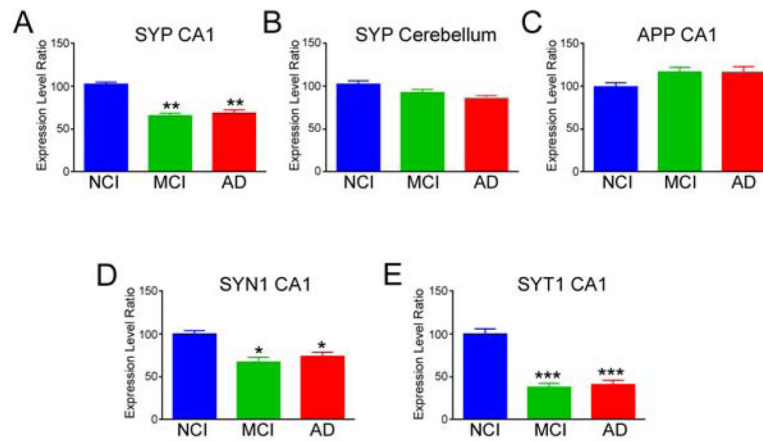 A
SYP CA1
Expression Level Ratio
150
100
50
0
**
**
NCI MCI AD
B
SYP Cerebellum
Expression Level Ratio
150
100
50
0
NCI MCI AD
C
APP CA1
Expression Level Ratio
150
100
50
0
NCI MCI AD
D
SYN1 CA1
Expression Level Ratio
150
100
50
0
*
*
NCI MCI AD
E
SYT1 CA1
Expression Level Ratio
150
100
50
0
***
***
NCI MCI AD